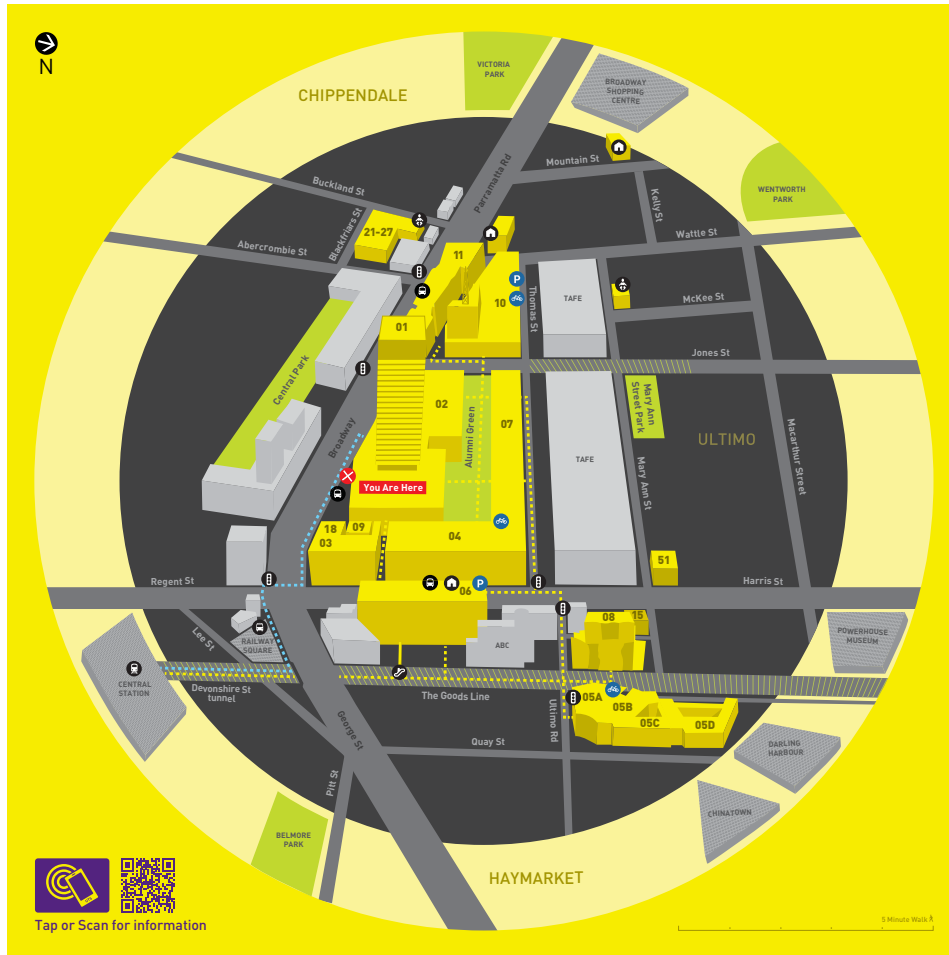 N
CHIPPENDALE
VICTORIA
PARK
BROADWAY
SHOPPING
CENTRE
Parramatta Rd
Mountain St
WENTWORTH
PARK
Buckland St
Blackfriars St
21-27
Kelly St
Wattle St
Abercrombie St
11
P
10
Thomas St
TAFE
McKee St
01
Jones St
Central Park
02
Alumni Green
07
Mary Ann
Street Park
ULTIMO
Broadway
TAFE
Mary Ann St
Macarthur Street
You Are Here
18
09
03
04
51
Regent St
Harris St
06
P
08
15
Lee St
RAILWAY
SQUARE
ABC
POWERHOUSE
MUSEUM
CENTRAL
STATION
Devonshire St
tunnel
The Goods Line
05A
05B
05C
05D
Ultimo Rd
George St
Quay St
Pitt St
DARLING
HARBOUR
CHINATOWN
BELMORE
PARK
HAYMARKET
Tap or Scan for information
5 Minute Walk